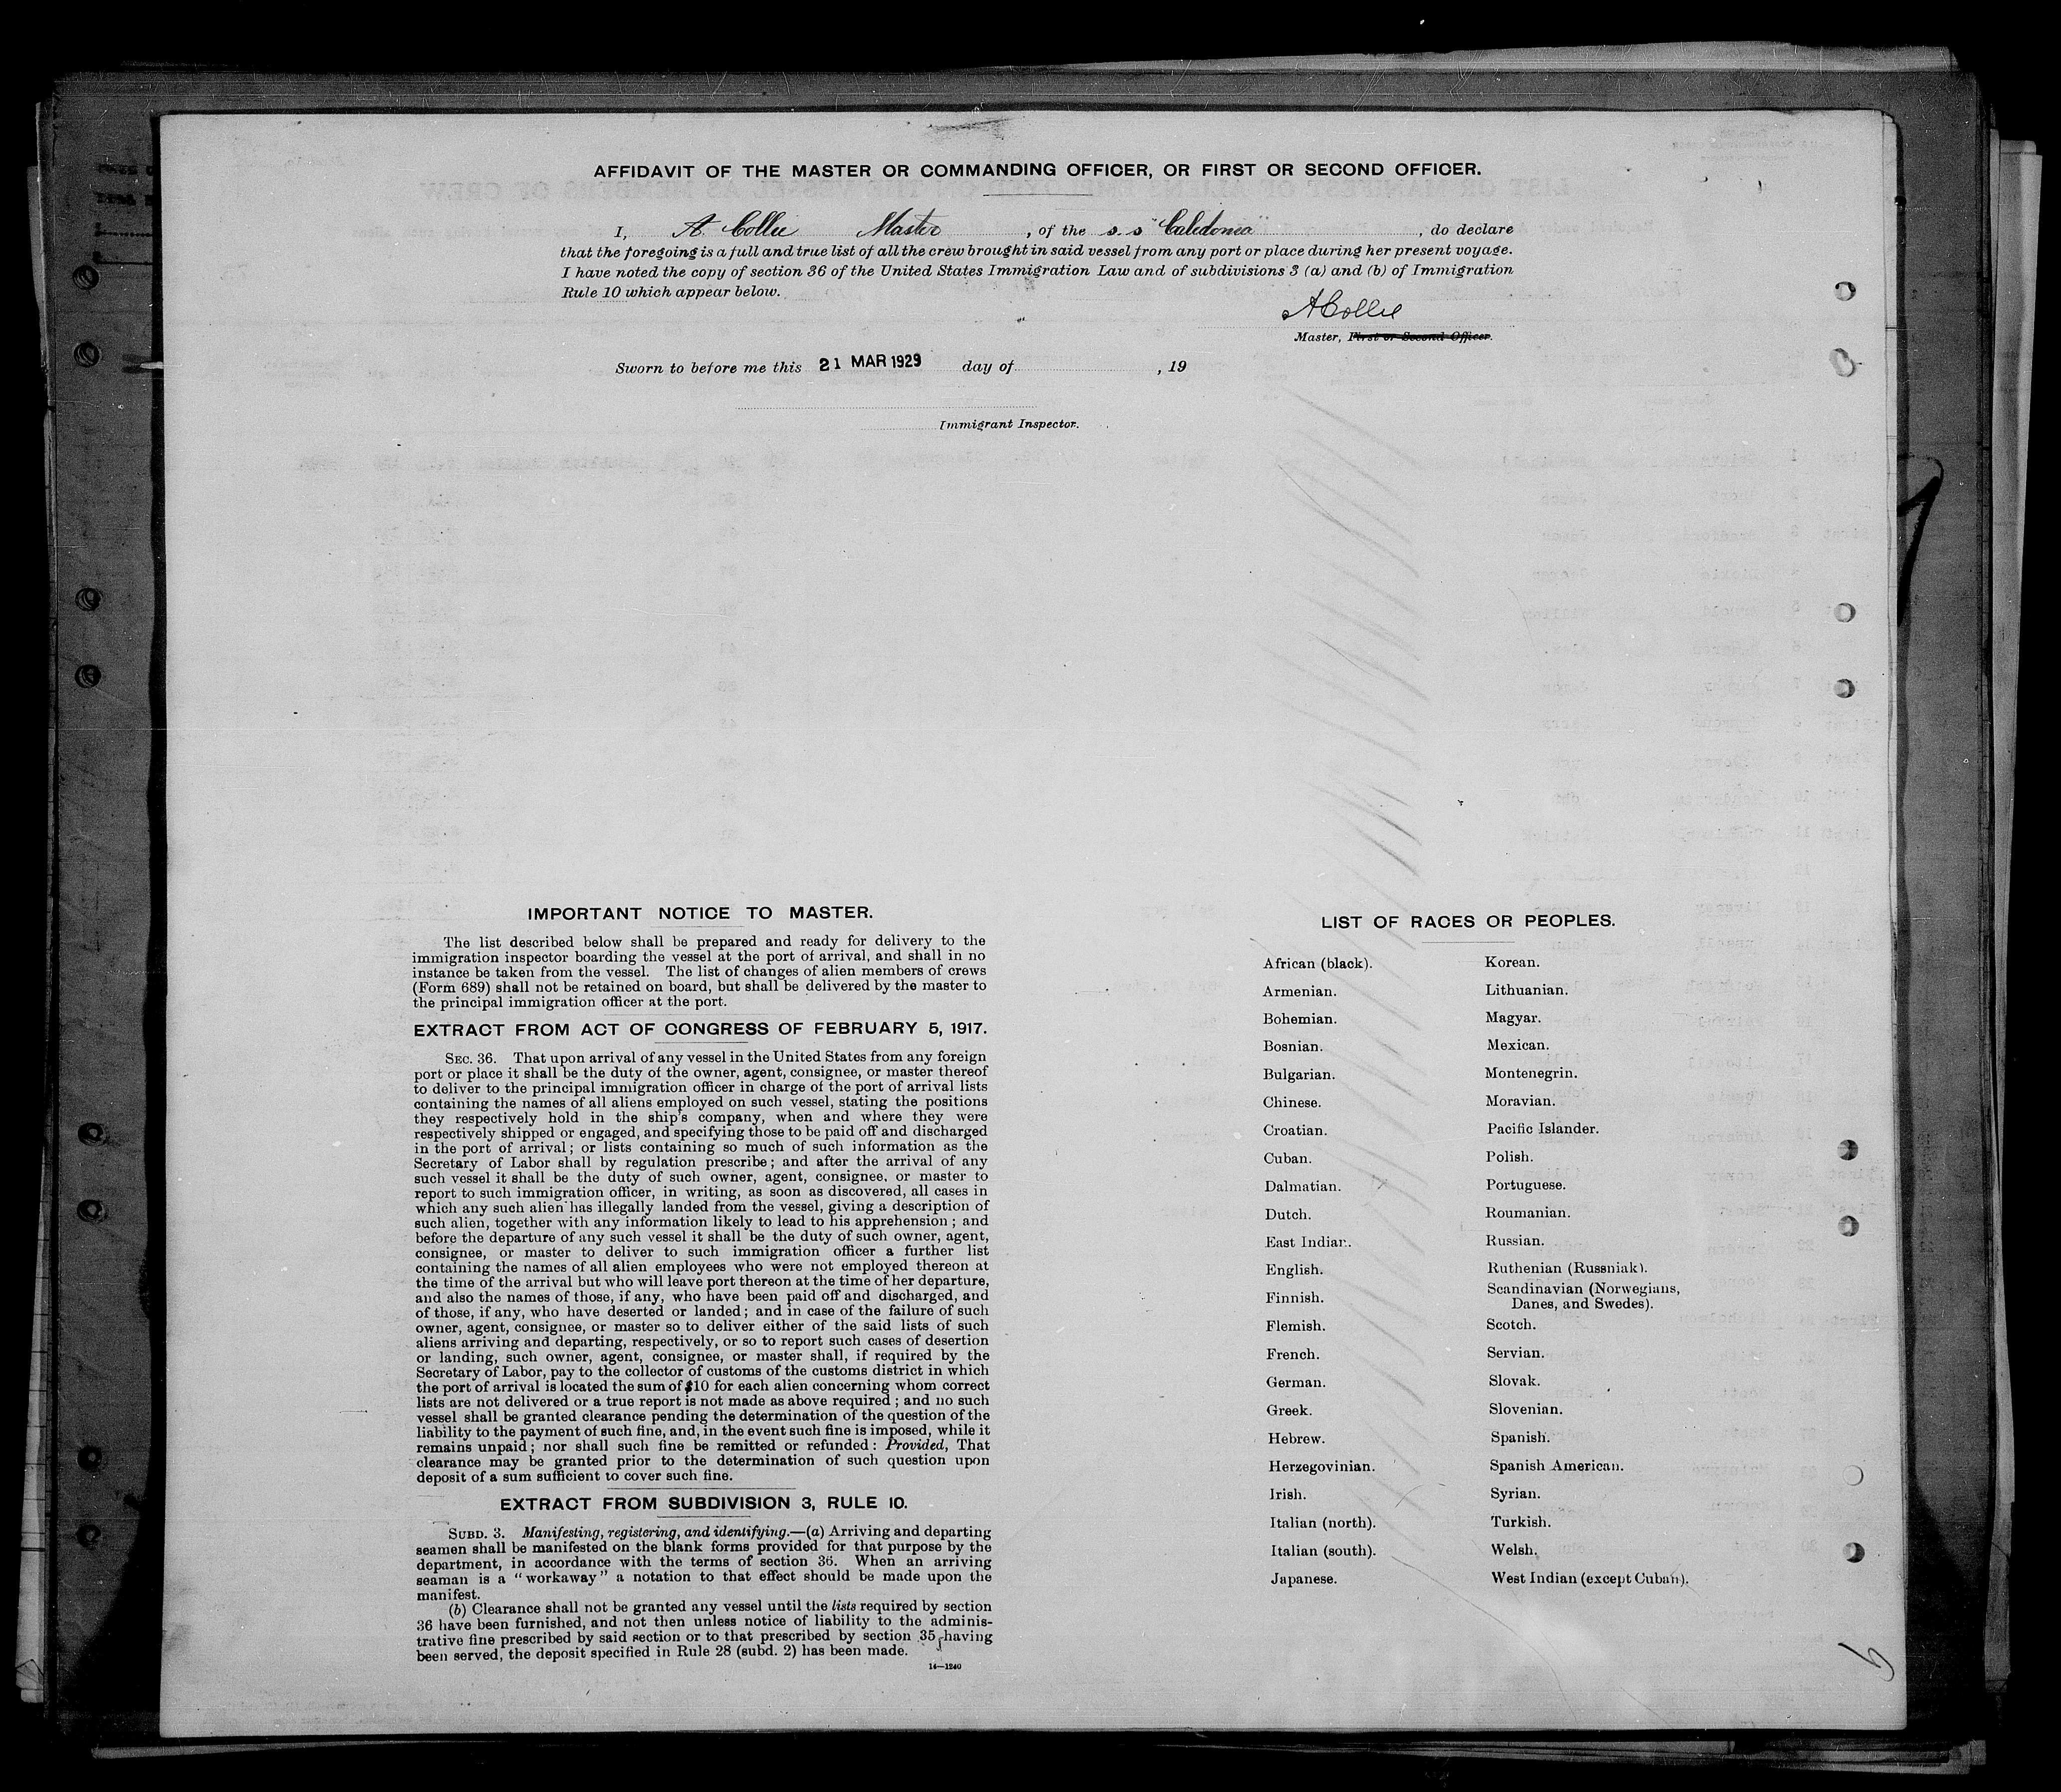 AFFIDAVIT OF THE MASTER OR COMMANDING OFFICER, OR FIRST OR SECOND OFFICER.
I, A. Collie Master, of the s.s "Caledonia", do declare
that the foregoing is a full and true list of all the crew brought in said vessel from any port or place during her present voyage.
I have noted the copy of section 36 of the United States Immigration Law and of subdivisions 3 (a) and (b) of Immigration
Rule 10 which appear below.
A Collie
Master, First or Second Officer.
Sworn to before me this 21 MAR 1929 day of , 19
Immigrant Inspector.
IMPORTANT NOTICE TO MASTER.
The list described below shall be prepared and ready for delivery to the
immigration inspector boarding the vessel at the port of arrival, and shall in no
instance be taken from the vessel. The list of changes of alien members of crews
(Form 689) shall not be retained on board, but shall be delivered by the master to
the principal immigration officer at the port.
EXTRACT FROM ACT OF CONGRESS OF FEBRUARY 5, 1917.
SEC. 36. That upon arrival of any vessel in the United States from any foreign
port or place it shall be the duty of the owner, agent, consignee, or master thereof
to deliver to the principal immigration officer in charge of the port of arrival lists
containing the names of all aliens employed on such vessel, stating the positions
they respectively hold in the ship's company, when and where they were
respectively shipped or engaged, and specifying those to be paid off and discharged
in the port of arrival; or lists containing so much of such information as the
Secretary of Labor shall by regulation prescribe; and after the arrival of any
such vessel it shall be the duty of such owner, agent, consignee, or master to
report to such immigration officer, in writing, as soon as discovered, all cases in
which any such alien has illegally landed from the vessel, giving a description of
such alien, together with any information likely to lead to his apprehension; and
before the departure of any such vessel it shall be the duty of such owner, agent,
consignee, or master to deliver to such immigration officer a further list
containing the names of all alien employees who were not employed thereon at
the time of the arrival but who will leave port thereon at the time of her departure,
and also the names of those, if any, who have been paid off and discharged, and
of those, if any, who have deserted or landed; and in case of the failure of such
owner, agent, consignee, or master so to deliver either of the said lists of such
aliens arriving and departing, respectively, or so to report such cases of desertion
or landing, such owner, agent, consignee, or master shall, if required by the
Secretary of Labor, pay to the collector of customs of the customs district in which
the port of arrival is located the sum of $10 for each alien concerning whom correct
lists are not delivered or a true report is not made as above required; and no such
vessel shall be granted clearance pending the determination of the question of the
liability to the payment of such fine, and, in the event such fine is imposed, while it
remains unpaid; nor shall such fine be remitted or refunded: Provided, That
clearance may be granted prior to the determination of such question upon
deposit of a sum sufficient to cover such fine.
EXTRACT FROM SUBDIVISION 3, RULE 10.
SUBD. 3. Manifesting, registering, and identifying.—(a) Arriving and departing
seamen shall be manifested on the blank forms provided for that purpose by the
department, in accordance with the terms of section 36. When an arriving
seaman is a "workaway" a notation to that effect should be made upon the
manifest.
(b) Clearance shall not be granted any vessel until the lists required by section
36 have been furnished, and not then unless notice of liability to the adminis-
trative fine prescribed by said section or to that prescribed by section 35 having
been served, the deposit specified in Rule 28 (subd. 2) has been made.
14—1240
LIST OF RACES OR PEOPLES.
African (black).
Armenian.
Bohemian.
Bosnian.
Bulgarian.
Chinese.
Croatian.
Cuban.
Dalmatian.
Dutch.
East Indian.
English.
Finnish.
Flemish.
French.
German.
Greek.
Hebrew.
Herzegovinian.
Irish.
Italian (north).
Italian (south).
Japanese.
Korean.
Lithuanian.
Magyar.
Mexican.
Montenegrin.
Moravian.
Pacific Islander.
Polish.
Portuguese.
Roumanian.
Russian.
Ruthenian (Russniak).
Scandinavian (Norwegians,
Danes, and Swedes).
Scotch.
Servian.
Slovak.
Slovenian.
Spanish.
Spanish American.
Syrian.
Turkish.
Welsh.
West Indian (except Cuban).